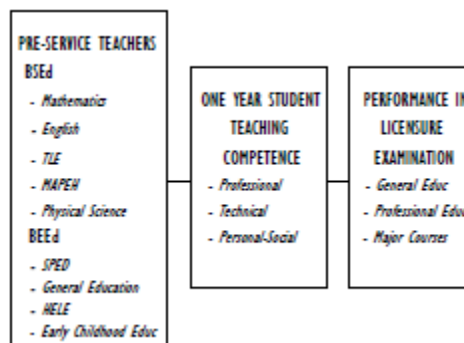 PRE-SERVICE TEACHERS
BSEd
- Mathematics
- English
- TLE
- MAPEH
- Physical Science
BEEd
- SPED
- General Education
- HELE
- Early Childhood Educ
ONE YEAR STUDENT
TEACHING
COMPETENCE
- Professional
- Technical
- Personal-Social
PERFORMANCE IN
LICENSURE
EXAMINATION
- General Educ
- Professional Educ
- Major Courses